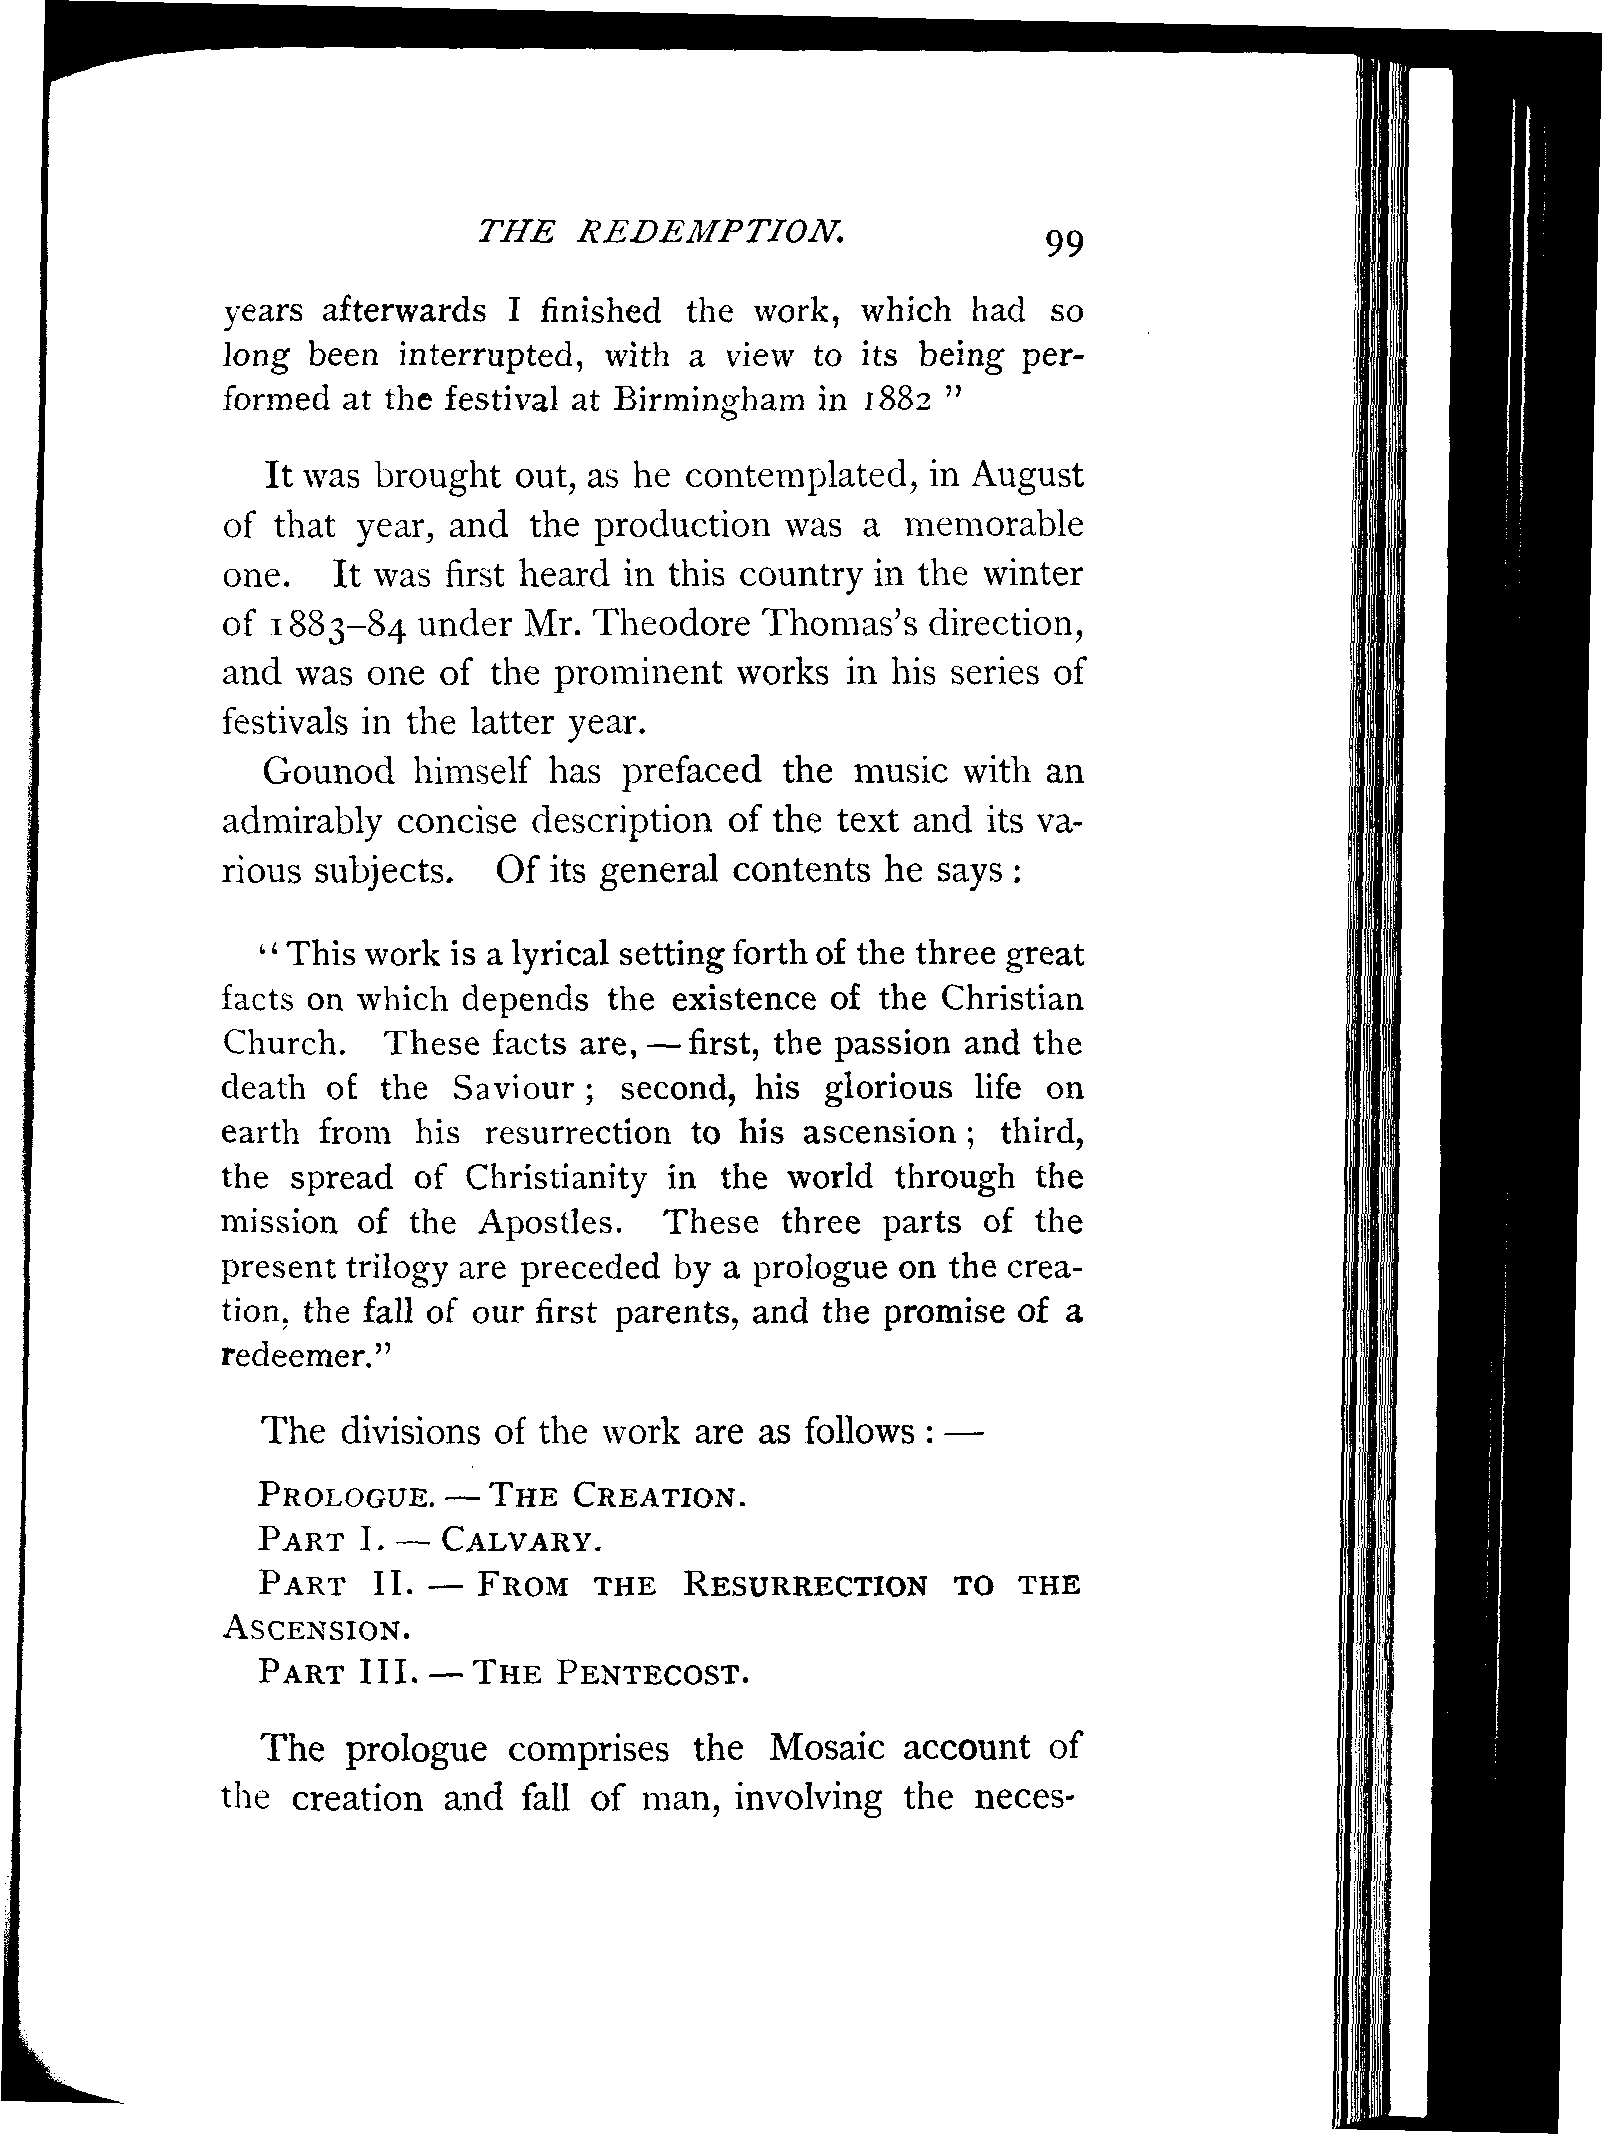 THE REDEMPTION. 99
years afterwards I finished the work, which had so
long been interrupted, with a view to its being per-
formed at the festival at Birmingham in 1882 ”
It was brought out, as he contemplated, in August
of that year, and the production was a memorable
one. It was first heard in this country in the winter
of 1883–84 under Mr. Theodore Thomas's direction,
and was one of the prominent works in his series of
festivals in the latter year.
Gounod himself has prefaced the music with an
admirably concise description of the text and its va-
rious subjects. Of its general contents he says :
“ This work is a lyrical setting forth of the three great
facts on which depends the existence of the Christian
Church. These facts are, — first, the passion and the
death of the Saviour ; second, his glorious life on
earth from his resurrection to his ascension ; third,
the spread of Christianity in the world through the
mission of the Apostles. These three parts of the
present trilogy are preceded by a prologue on the crea-
tion, the fall of our first parents, and the promise of a
redeemer.”
The divisions of the work are as follows : —
PROLOGUE. — THE CREATION.
PART I. — CALVARY.
PART II. — FROM THE RESURRECTION TO THE
ASCENSION.
PART III. — THE PENTECOST.
The prologue comprises the Mosaic account of
the creation and fall of man, involving the neces-